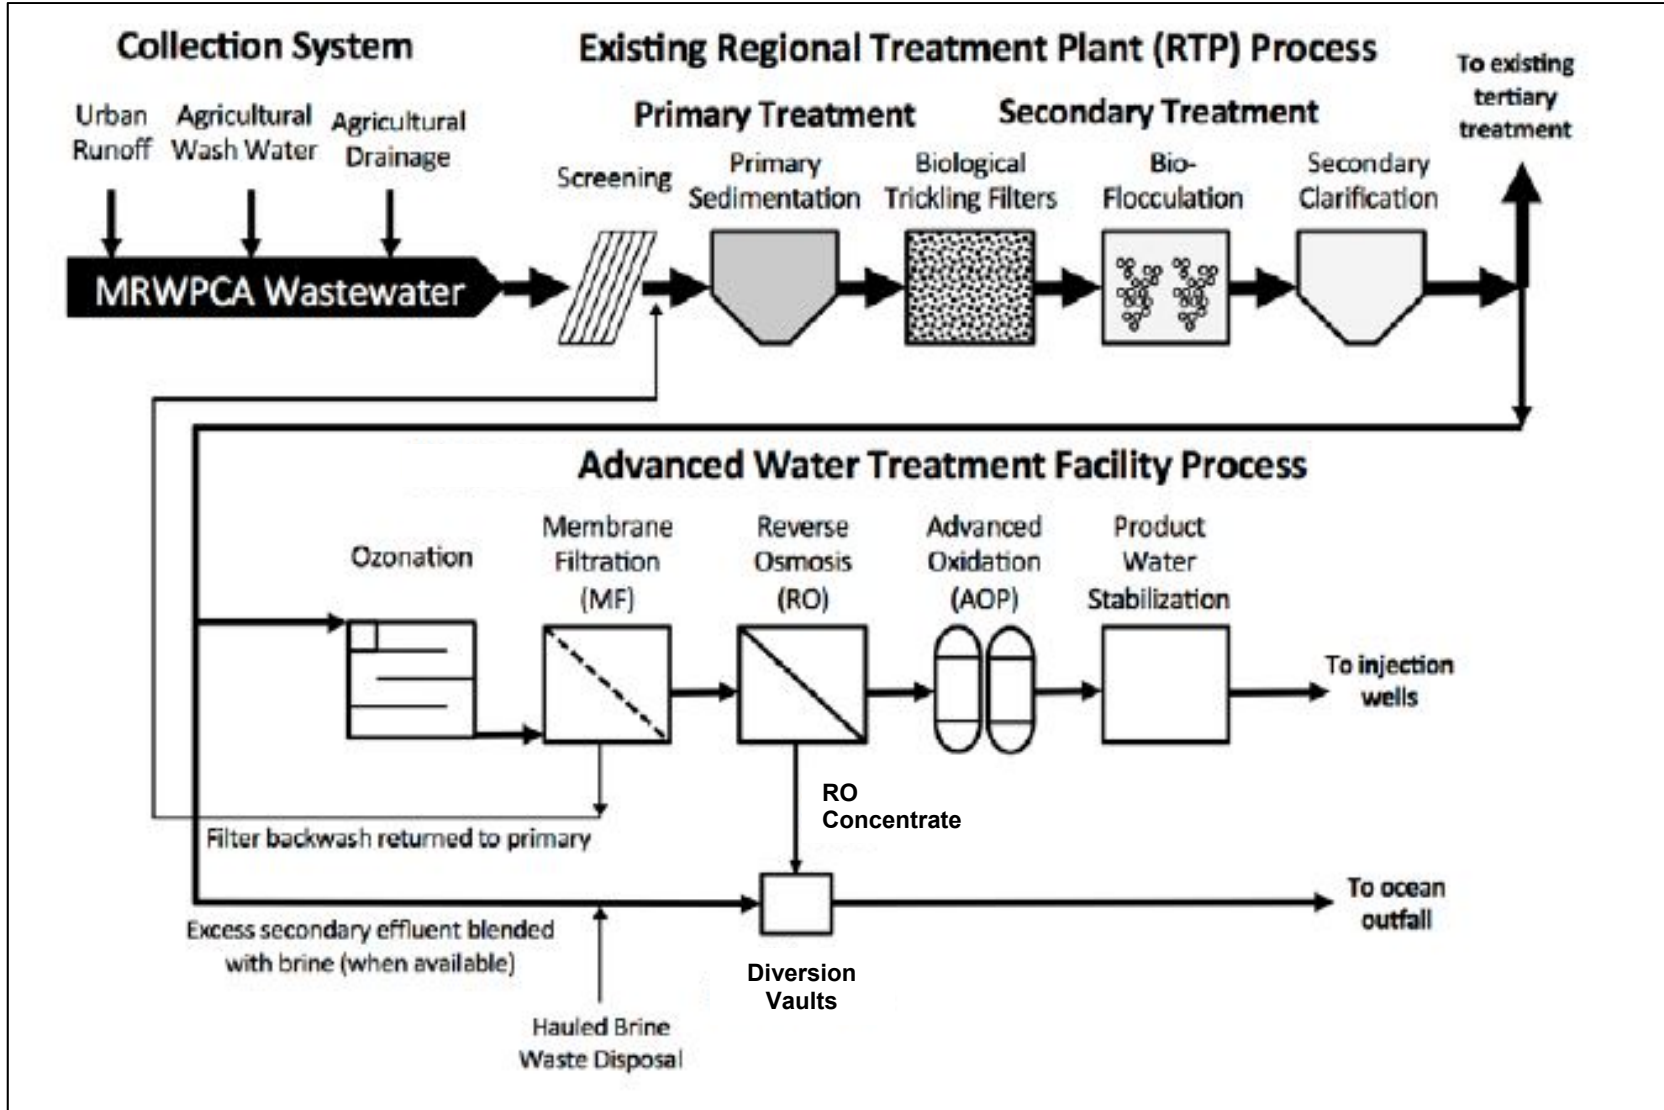 Collection System
Existing Regional Treatment Plant (RTP) Process
To existing
tertiary
treatment
Urban
Runoff
Agricultural
Wash Water
Agricultural
Drainage
Primary Treatment
Secondary Treatment
Screening
Primary
Sedimentation
Biological
Trickling Filters
Bio-
Flocculation
Secondary
Clarification
MRWPCA Wastewater
Advanced Water Treatment Facility Process
Ozonation
Membrane
Filtration
(MF)
Reverse
Osmosis
(RO)
Advanced
Oxidation
(AOP)
Product
Water
Stabilization
To injection
wells
RO
Concentrate
Filter backwash returned to primary
To ocean
outfall
Excess secondary effluent blended
with brine (when available)
Diversion
Vaults
Hauled Brine
Waste Disposal